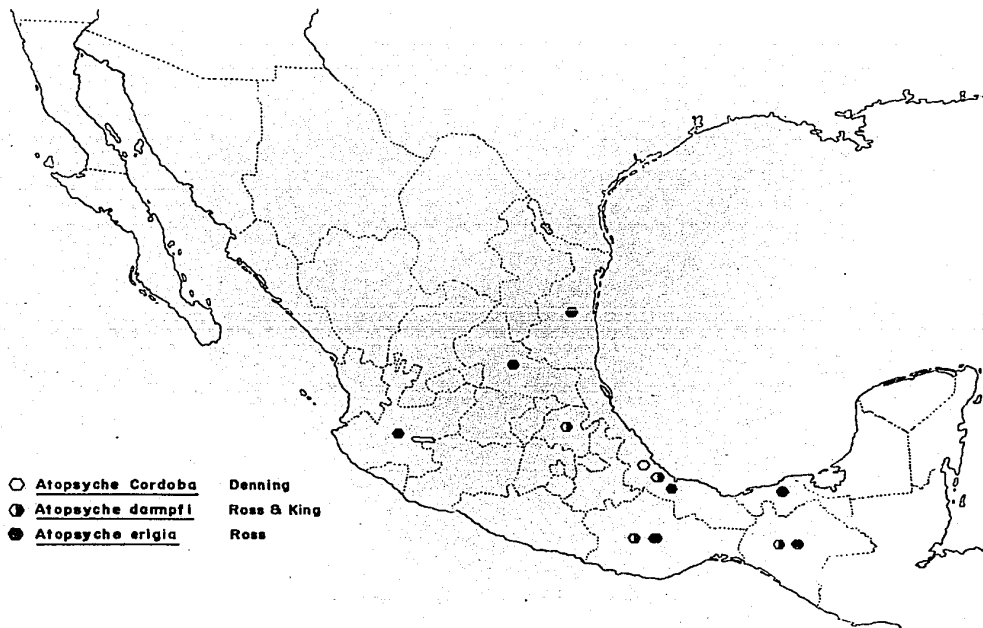 Atopsyche Cordoba Denning
Atopsyche dampfi Ross & King
Atopsyche erigia Ross